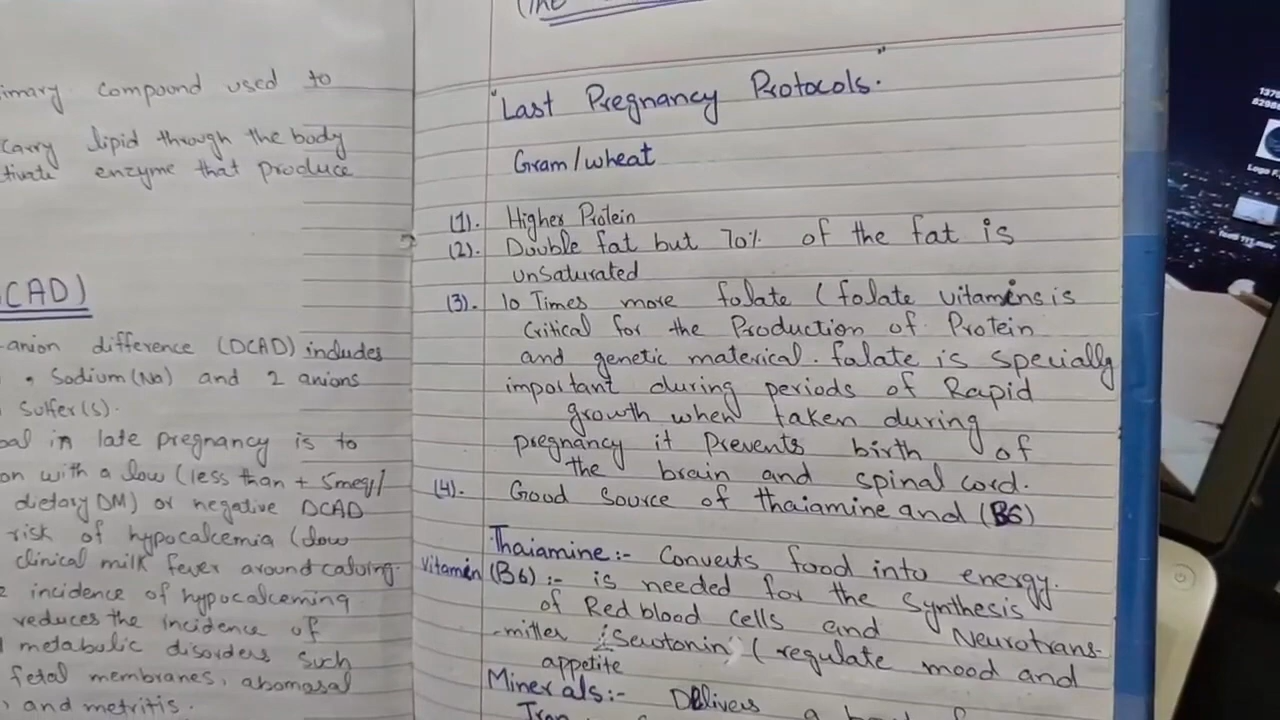 imary compound used to
carry lipid through the body
tivate enzyme that produce
CAD)
-anion difference (DCAD) includes
, Sodium (Na) and 2 anions
Sulfer(s).
oal in late pregnancy is to
on with a low (less than + 5meq/
dietary DM) or negative DCAD
risk of hypocalcemia (low
clinical milk fever around calving.
e incidence of hypocalceming
reduces the incidence of
d metabolic disorders such
fetal membranes, abomasal
, and metritis.
"Last Pregnancy Protocols."
Gram/wheat
(1). Higher Protein
(2). Double fat but 70% of the fat is
unsaturated
(3). 10 Times more folate (folate vitamins is
critical for the Production of Protein
and genetic material. falate is specially
important during periods of Rapid
growth when taken during
pregnancy it prevents birth of
the brain and spinal cord.
(4). Good source of thaiamine and (B6)
Thaiamine:- Converts food into energy.
Vitamin (B6):- is needed for the synthesis
of Red blood cells and Neurotrans-
-mitter (Serotonin) (regulate mood and
appetite
Minerals:- Delivers a
Iron